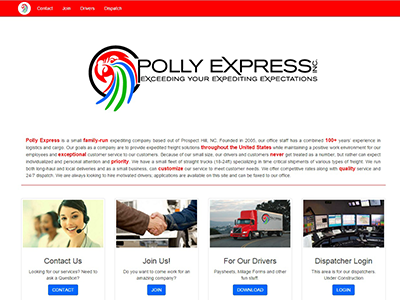 Contact Join Drivers Dispatch
POLLY EXPRESS INC.
EXCEEDING YOUR EXPEDITING EXPECTATIONS
Polly Express is a small family-run expediting company based out of Prospect Hill, NC. Founded in 2000, our office staff has a combined 100+ years' experience in
logistics and cargo. Our goals as a company are to provide expedited freight solutions throughout the United States while maintaining a positive work environment for our
employees and exceptional customer service to our customers. Because of our small size, our drivers and customers never get treated as a number, but rather can expect
individualized and personal attention and priority. We have a small fleet of straight trucks (18-24ft) specializing in time critical shipments of various types of freight. We run
both long-haul and local deliveries and as a small business, can customize our service to meet customer needs. We offer competitive rates along with quality service and
24/7 dispatch. We are always looking to hire motivated drivers, applications are available on this site and can be faxed to our office.
Contact Us
Looking for our services? Need to
ask a Question?
CONTACT
Join Us!
Do you want to come work for an
amazing company?
JOIN
For Our Drivers
Paysheets, Milage Forms and other
fun stuff.
DOWNLOAD
Dispatcher Login
This area is for our dispatchers.
Under Construction
LOGIN